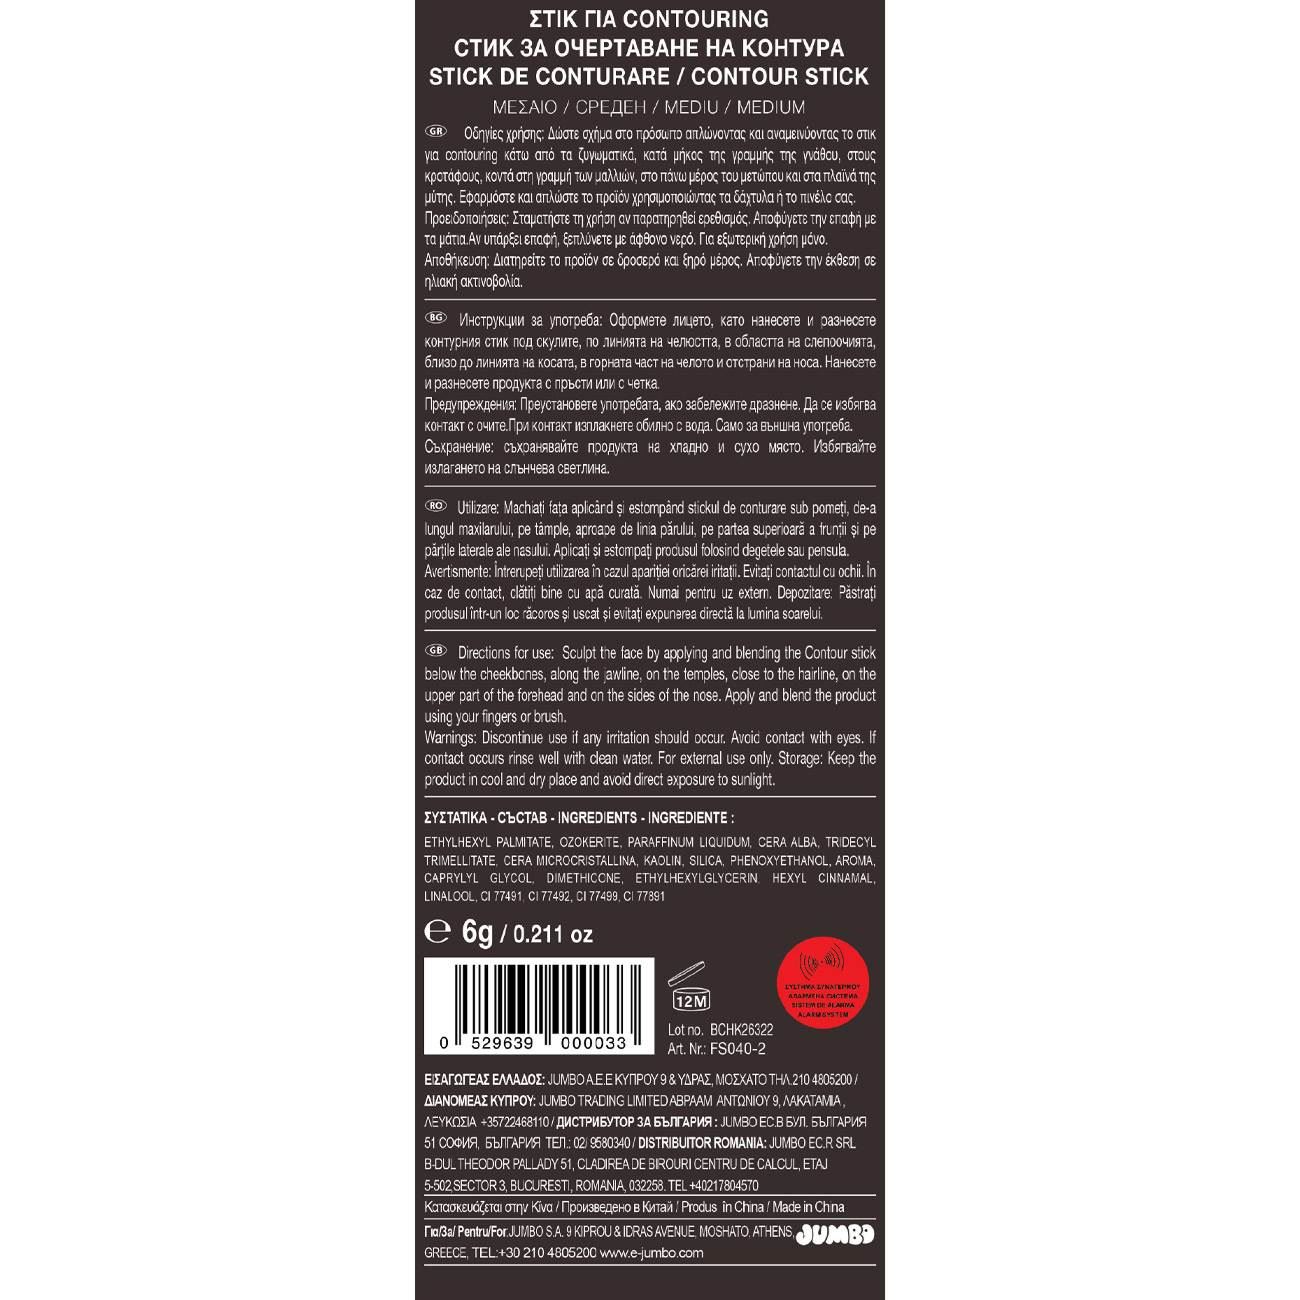 ΣΤΙΚ ΓΙΑ CONTOURING
СТИК ЗА ОЧЕРТАВАНЕ НА КОНТУРА
STICK DE CONTURARE / CONTOUR STICK
ΜΕΣΑΙΟ / СРЕДЕН / MEDIU / MEDIUM
GR Οδηγίες χρήσης: Δώστε σχήμα στο πρόσωπο απλώνοντας και αναμεινύοντας το στικ
για contouring κάτω από τα ζυγωματικά, κατά μήκος της γραμμής της γνάθου, στους
κροτάφους, κοντά στη γραμμή των μαλλιών, στο πάνω μέρος του μετώπου και στα πλαϊνά της
μύτης. Εφαρμόστε και απλώστε το προϊόν χρησιμοποιώντας τα δάχτυλα ή το πινέλο σας.
Προειδοποιήσεις: Σταματήστε τη χρήση αν παρατηρηθεί ερεθισμός. Αποφύγετε την επαφή με
τα μάτια.Αν υπάρξει επαφή, ξεπλύνετε με άφθονο νερό. Για εξωτερική χρήση μόνο.
Αποθήκευση: Διατηρείτε το προϊόν σε δροσερό και ξηρό μέρος. Αποφύγετε την έκθεση σε
ηλιακή ακτινοβολία.
BG Инструкции за употреба: Оформете лицето, като нанесете и разнесете
контурния стик под скулите, по линията на челюстта, в областта на слепоочията,
близо до линията на косата, в горната част на челото и отстрани на носа. Нанесете
и разнесете продукта с пръсти или с четка.
Предупреждения: Преустановете употребата, ако забележите дразнене. Да се избягва
контакт с очите.При контакт изплакнете обилно с вода. Само за външна употреба.
Съхранение: съхранявайте продукта на хладно и сухо място. Избягвайте
излагането на слънчева светлина.
RO Utilizare: Machiați fața aplicând și estompând stickul de conturare sub pomeți, de-a
lungul maxilarului, pe tâmple, aproape de linia părului, pe partea superioară a frunții și pe
părțile laterale ale nasului. Aplicați și estompați produsul folosind degetele sau pensula.
Avertismente: Întrerupeți utilizarea în cazul apariției oricărei iritații. Evitați contactul cu ochii. În
caz de contact, clătiți bine cu apă curată. Numai pentru uz extern. Depozitare: Păstrați
produsul într-un loc răcoros și uscat și evitați expunerea directă la lumina soarelui.
GB Directions for use: Sculpt the face by applying and blending the Contour stick
below the cheekbones, along the jawline, on the temples, close to the hairline, on the
upper part of the forehead and on the sides of the nose. Apply and blend the product
using your fingers or brush.
Warnings: Discontinue use if any irritation should occur. Avoid contact with eyes. If
contact occurs rinse well with clean water. For external use only. Storage: Keep the
product in cool and dry place and avoid direct exposure to sunlight.
ΣΥΣΤΑΤΙΚΑ - СЪСТАВ - INGREDIENTS - INGREDIENTE :
ETHYLHEXYL PALMITATE, OZOKERITE, PARAFFINUM LIQUIDUM, CERA ALBA, TRIDECYL
TRIMELLITATE, CERA MICROCRISTALLINA, KAOLIN, SILICA, PHENOXYETHANOL, AROMA,
CAPRYLYL GLYCOL, DIMETHICONE, ETHYLHEXYLGLYCERIN, HEXYL CINNAMAL,
LINALOOL, CI 77491, CI 77492, CI 77499, CI 77891
℮ 6g / 0.211 oz
ΣΥΣΤΗΜΑ ΣΥΝΑΓΕΡΜΟΥ
АЛАРМЕНА СИСТЕМА
SISTEM DE ALARMA
ALARM SYSTEM
12M
Lot no. BCHK26322
Art. Nr.: FS040-2
0 529639 000033
ΕΙΣΑΓΩΓΕΑΣ ΕΛΛΑΔΟΣ: JUMBO A.E.E ΚΥΠΡΟΥ 9 & ΥΔΡΑΣ, ΜΟΣΧΑΤΟ ΤΗΛ.210 4805200 /
ΔΙΑΝΟΜΕΑΣ ΚΥΠΡΟΥ: JUMBO TRADING LIMITED ΑΒΡΑΑΜ ΑΝΤΩΝΙΟΥ 9, ΛΑΚΑΤΑΜΙΑ ,
ΛΕΥΚΩΣΙΑ +35722468110 / ДИСТРИБУТОР ЗА БЪЛГАРИЯ : JUMBO EC.B БУЛ. БЪЛГАРИЯ
51 СОФИЯ, БЪЛГАРИЯ ТЕЛ.: 02/ 9580340 / DISTRIBUITOR ROMANIA: JUMBO EC.R SRL
B-DUL THEODOR PALLADY 51, CLADIREA DE BIROURI CENTRU DE CALCUL, ETAJ
5-502,SECTOR 3, BUCURESTI, ROMANIA, 032258. TEL +40217804570
Κατασκευάζεται στην Κίνα / Произведено в Китай / Produs în China / Made in China
Για/За/ Pentru/For:JUMBO S.A. 9 KIPROU & IDRAS AVENUE, MOSHATO, ATHENS, JUMBO
GREECE, TEL:+30 210 4805200 www.e-jumbo.com